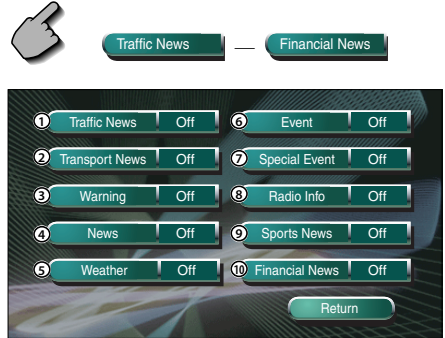 Traffic News — Financial News
1 Traffic News Off
2 Transport News Off
3 Warning Off
4 News Off
5 Weather Off
6 Event Off
7 Special Event Off
8 Radio Info Off
9 Sports News Off
10 Financial News Off
Return